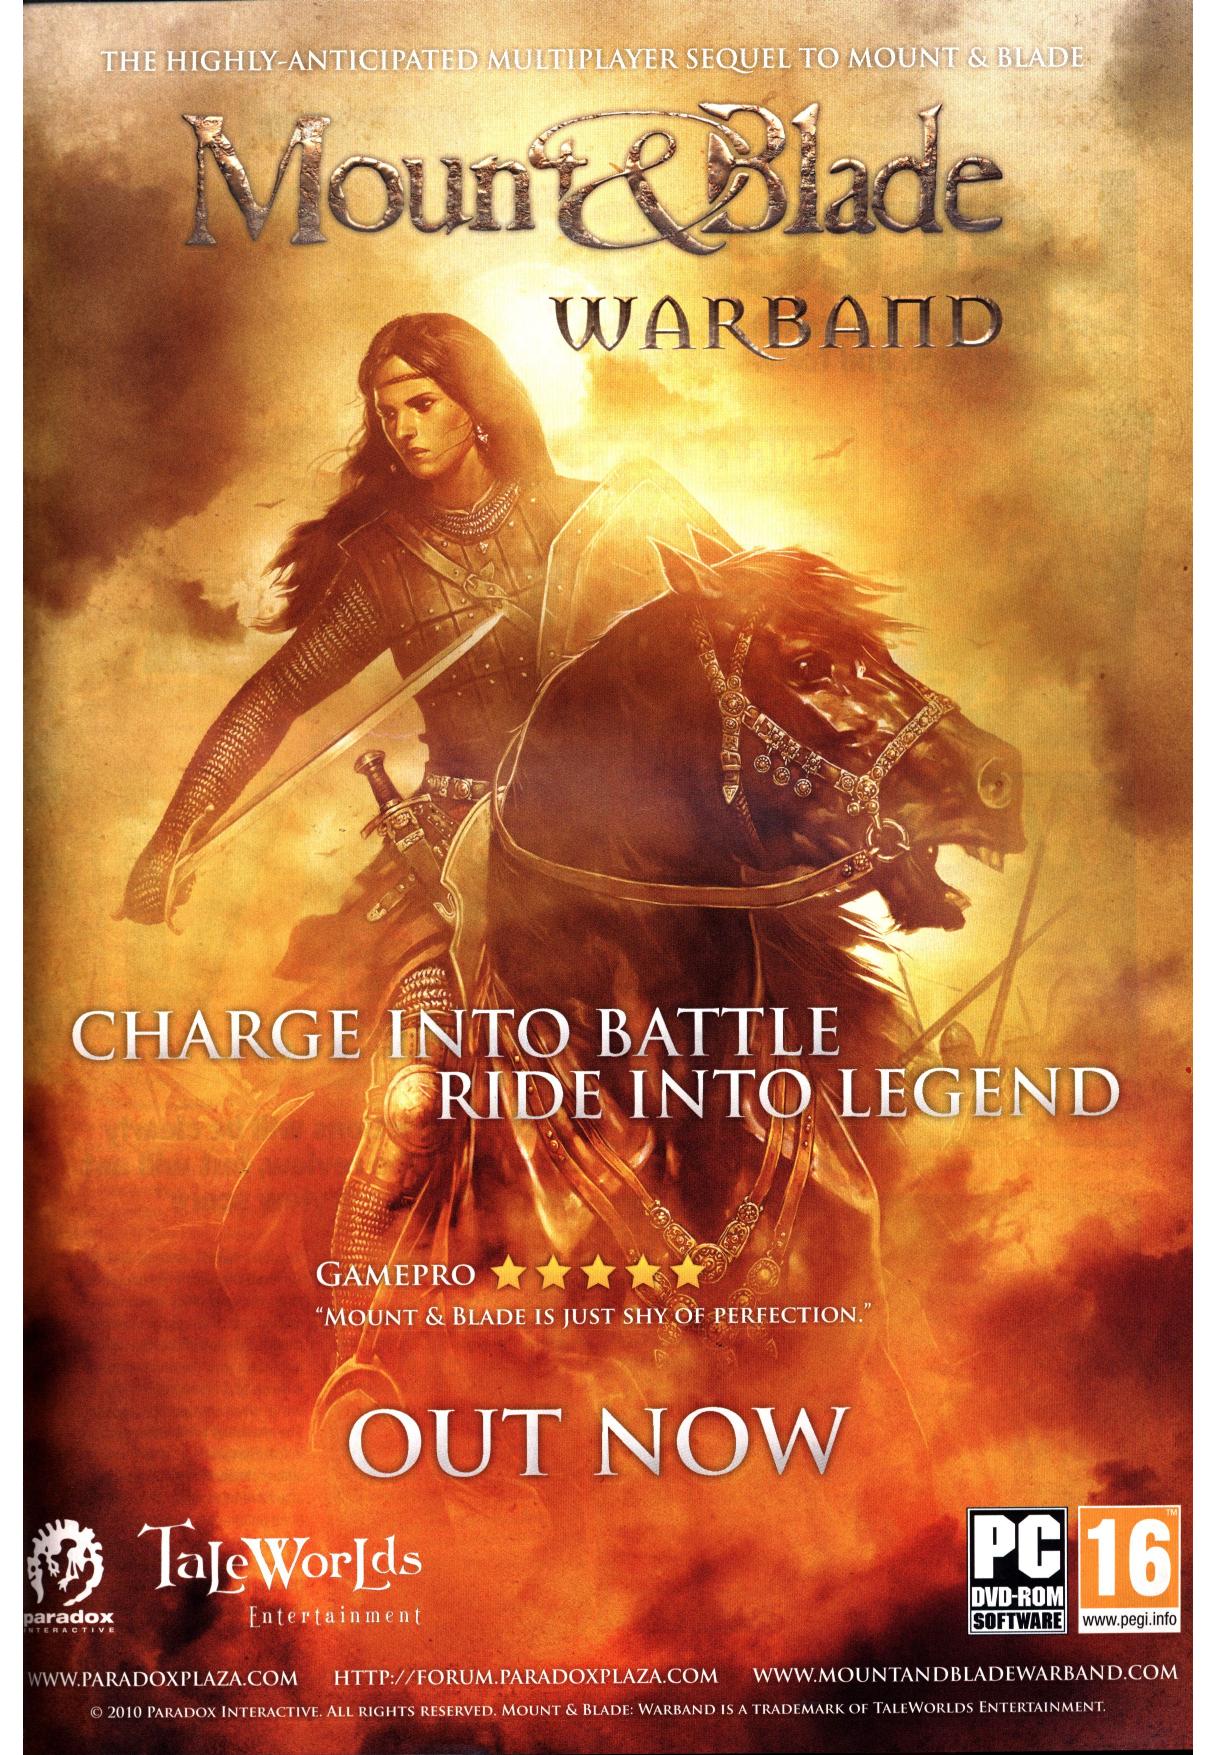 THE HIGHLY-ANTICIPATED MULTIPLAYER SEQUEL TO MOUNT & BLADE
Mount & Blade
WARBAND
CHARGE INTO BATTLE
RIDE INTO LEGEND
GAMEPRO
“MOUNT & BLADE IS JUST SHY OF PERFECTION.”
OUT NOW
paradox
INTERACTIVE
TaleWorlds
Entertainment
PC
DVD-ROM
SOFTWARE
16
TM
www.pegi.info
WWW.PARADOXPLAZA.COM HTTP://FORUM.PARADOXPLAZA.COM WWW.MOUNTANDBLADEWARBAND.COM
© 2010 PARADOX INTERACTIVE. ALL RIGHTS RESERVED. MOUNT & BLADE: WARBAND IS A TRADEMARK OF TALEWORLDS ENTERTAINMENT.